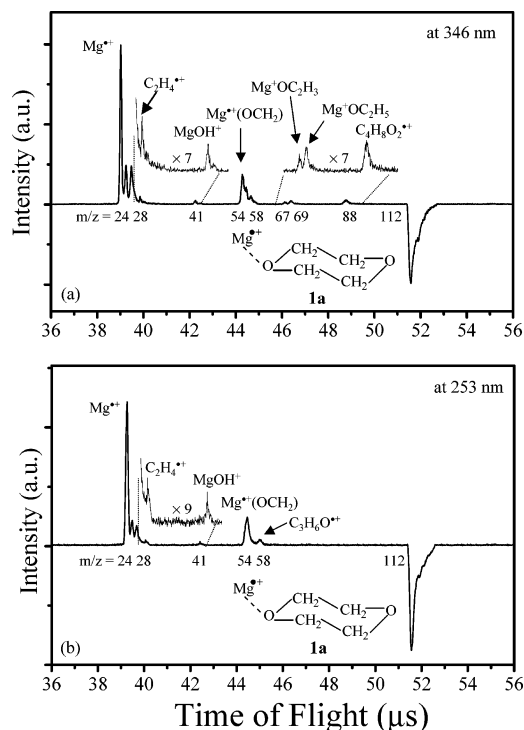 at 346 nm
Mg•+
C2H4•+
MgOH+
Mg•+(OCH2)
Mg+OC2H3
Mg+OC2H5
C4H8O2•+
× 7
× 7
m/z = 24 28 41 54 58 67 69 88 112
Mg•+
O
CH2 CH2
CH2 CH2
O
1a
(a)
Intensity (a.u.)
36 38 40 42 44 46 48 50 52 54 56
at 253 nm
Mg•+
C2H4•+
MgOH+
Mg•+(OCH2)
C3H6O•+
× 9
m/z = 24 28 41 54 58 112
Mg•+
O
CH2 CH2
CH2 CH2
O
1a
(b)
Intensity (a.u.)
36 38 40 42 44 46 48 50 52 54 56
Time of Flight (μs)